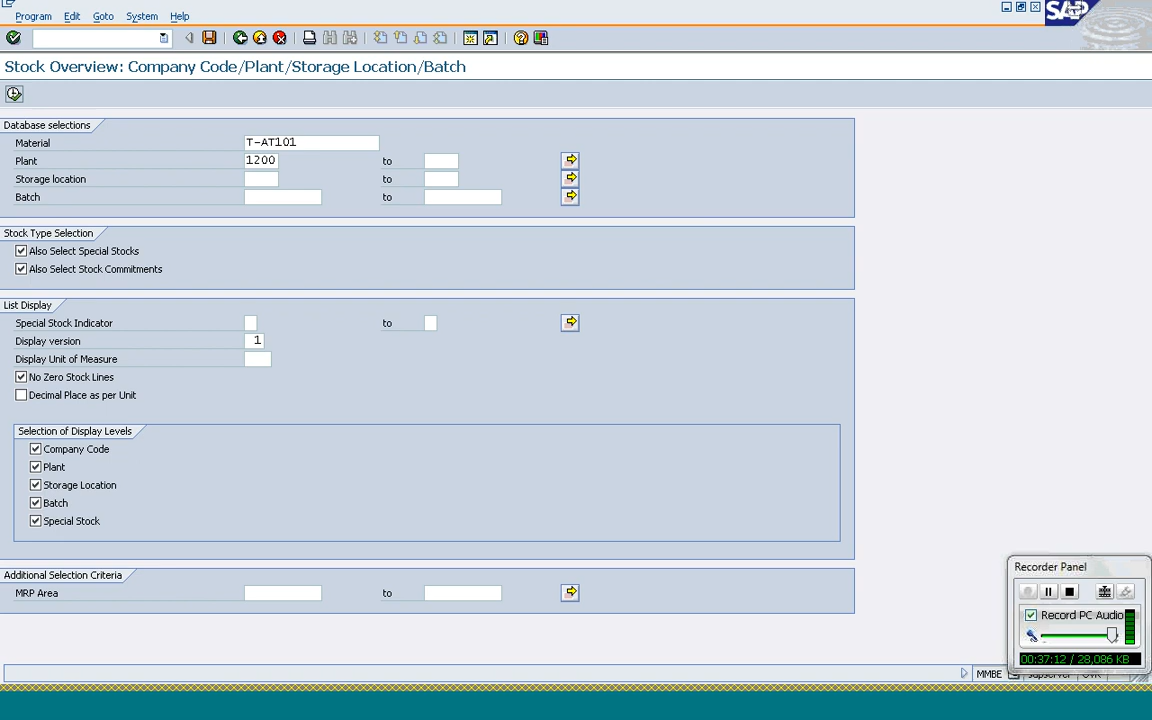 Program Edit Goto System Help
SAP
Stock Overview: Company Code/Plant/Storage Location/Batch
Database selections
Material T-AT101
Plant 1200 to
Storage location to
Batch to
Stock Type Selection
Also Select Special Stocks
Also Select Stock Commitments
List Display
Special Stock Indicator to
Display version 1
Display Unit of Measure
No Zero Stock Lines
Decimal Place as per Unit
Selection of Display Levels
Company Code
Plant
Storage Location
Batch
Special Stock
Additional Selection Criteria
MRP Area to
Recorder Panel
Record PC Audio
00:37:12 / 28,086 KB
MMBE sapserver OVR